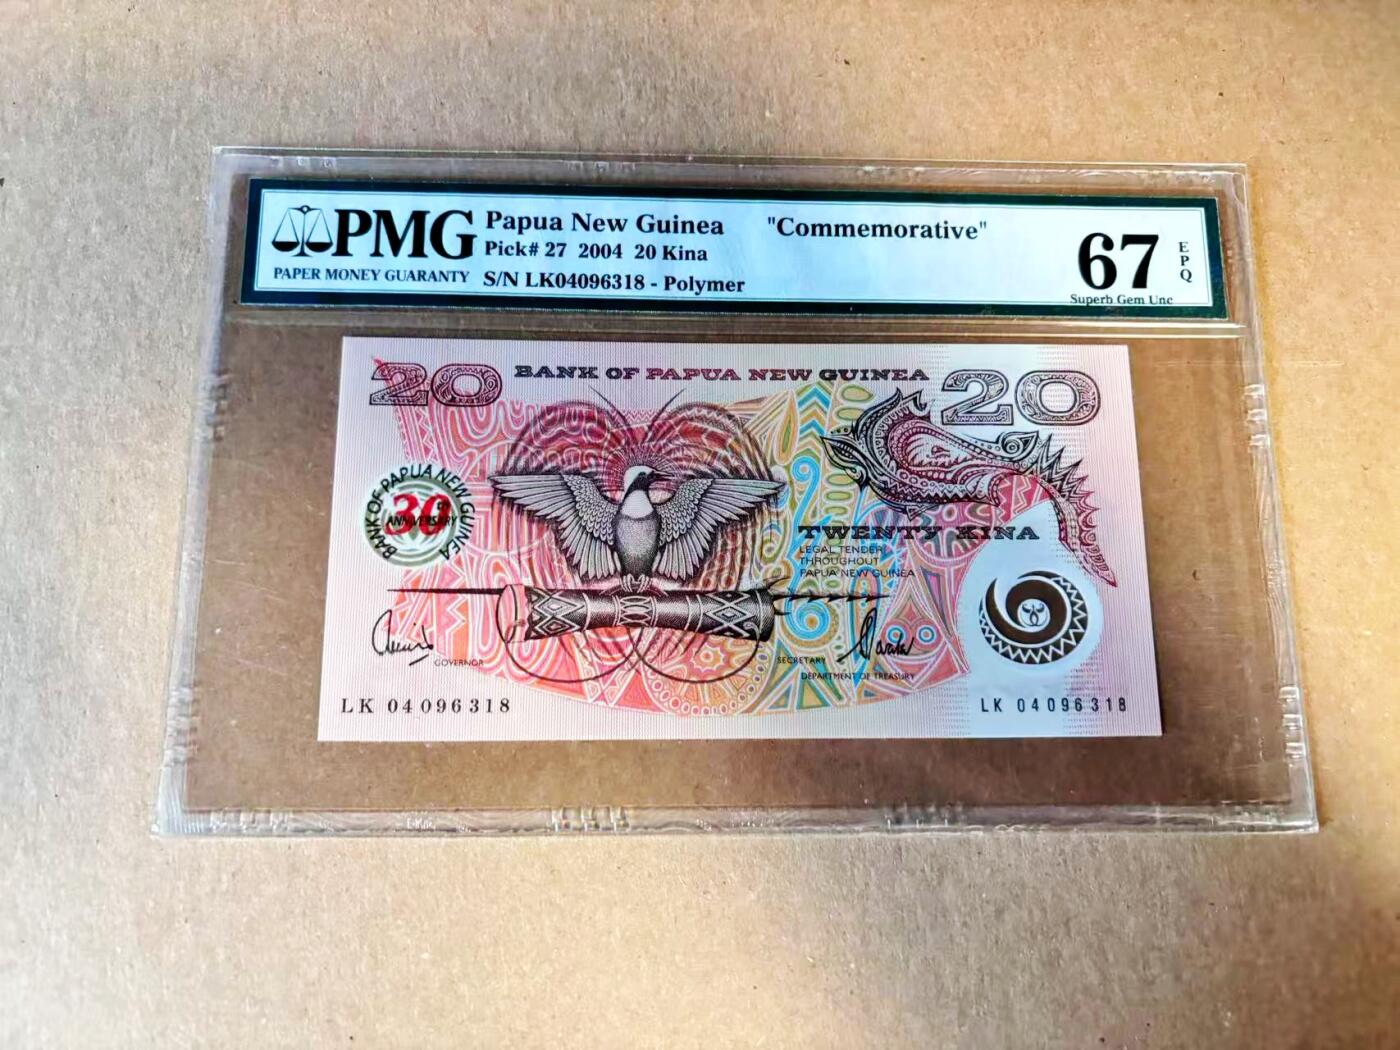 PMG
PAPER MONEY GUARANTY
Papua New Guinea "Commemorative"
Pick# 27 2004 20 Kina
S/N LK04096318 - Polymer
67
EPQ
Superb Gem Unc
20 BANK OF PAPUA NEW GUINEA 20
BANK OF PAPUA NEW GUINEA
30TH
ANNIVERSARY
TWENTY KINA
LEGAL TENDER
THROUGHOUT
PAPUA NEW GUINEA
GOVERNOR
SECRETARY
DEPARTMENT OF TREASURY
LK 04096318
LK 04096318